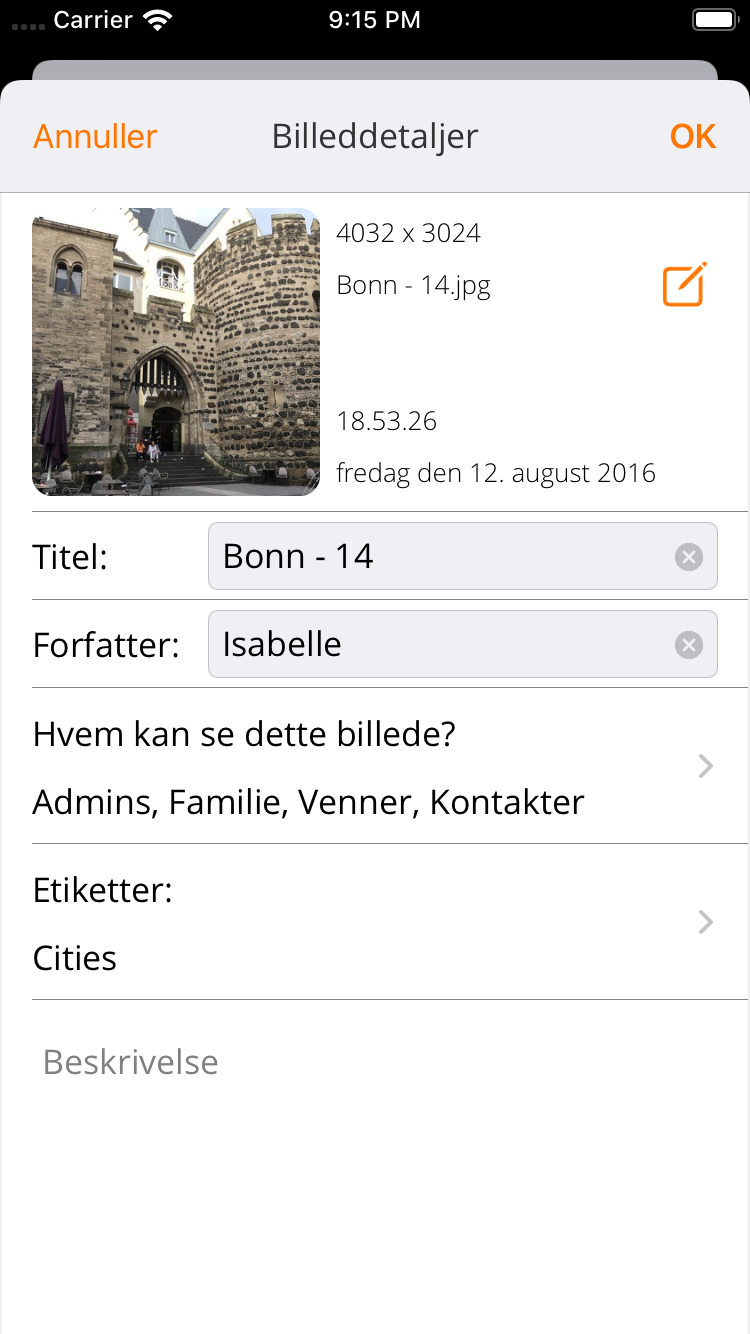 Carrier 9:15 PM
Annuller Billeddetaljer OK
4032 x 3024
Bonn - 14.jpg
18.53.26
fredag den 12. august 2016
Titel: Bonn - 14
Forfatter: Isabelle
Hvem kan se dette billede?
Admins, Familie, Venner, Kontakter
Etiketter:
Cities
Beskrivelse